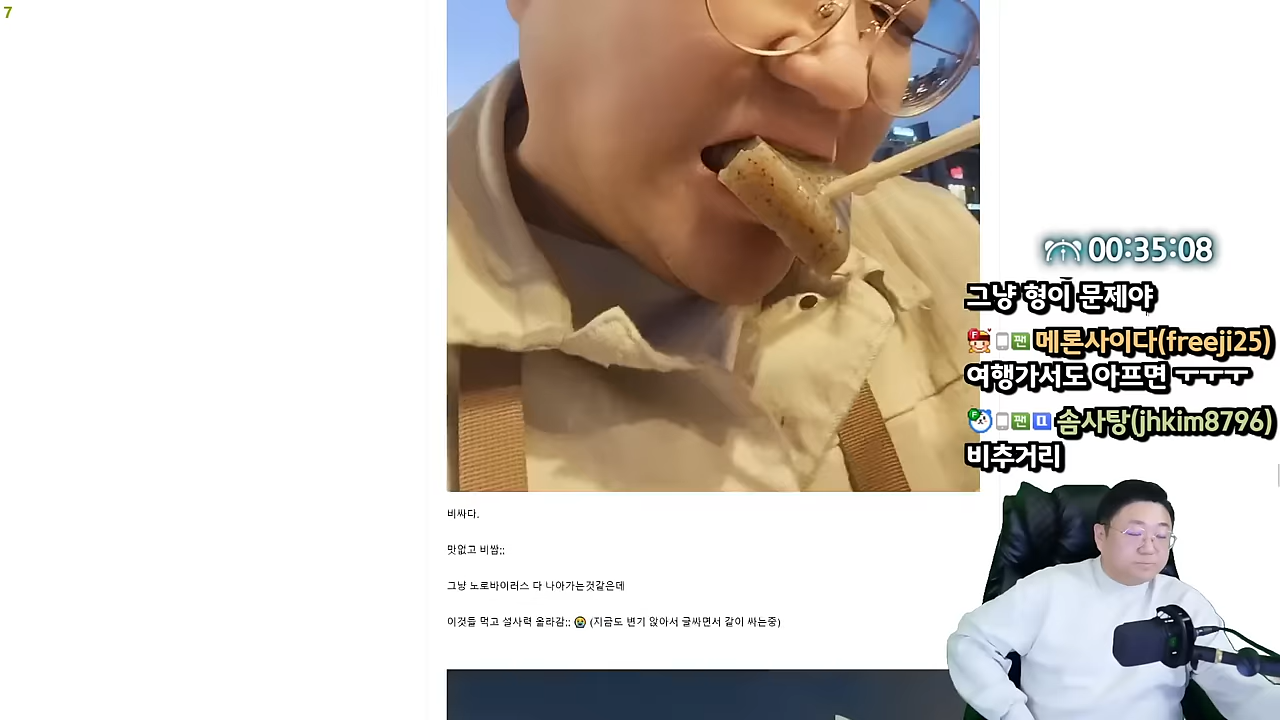 7
00:35:08
그냥 형이 문제야
메론사이다(freeji25)
여행가서도 아프면 ㅜㅜㅜ
솜사탕(jhkim8796)
비추거리
비싸다.
맛없고 비쌈;;
그냥 노로바이러스 다 나아가는것같은데
이것들 먹고 설사력 올라감;; 😭 (지금도 변기 앉아서 글싸면서 같이 싸는중)